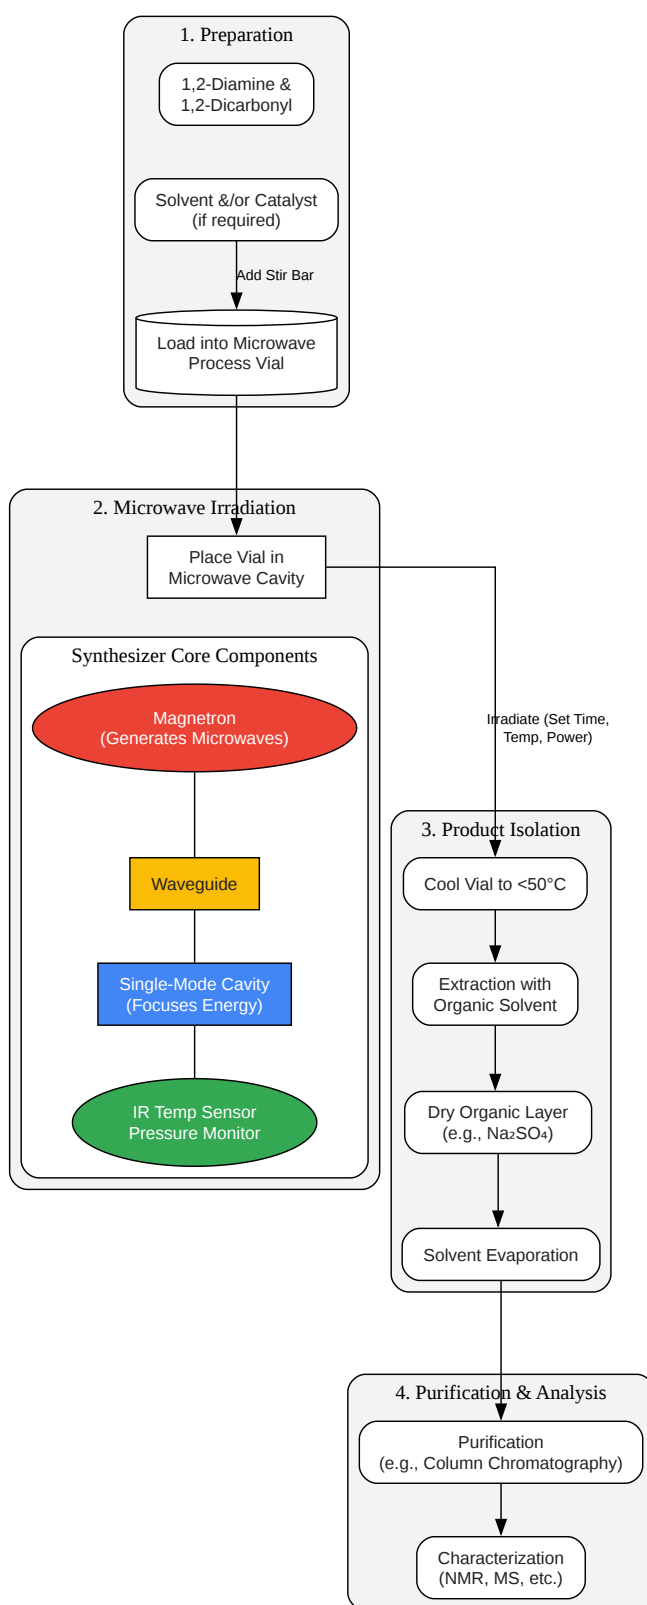 1. Preparation
1,2-Diamine &
1,2-Dicarbonyl
Solvent &/or Catalyst
(if required)
Add Stir Bar
Load into Microwave
Process Vial
2. Microwave Irradiation
Place Vial in
Microwave Cavity
Synthesizer Core Components
Magnetron
(Generates Microwaves)
Waveguide
Single-Mode Cavity
(Focuses Energy)
IR Temp Sensor
Pressure Monitor
Irradiate (Set Time,
Temp, Power)
3. Product Isolation
Cool Vial to <50°C
Extraction with
Organic Solvent
Dry Organic Layer
(e.g., Na₂SO₄)
Solvent Evaporation
4. Purification & Analysis
Purification
(e.g., Column Chromatography)
Characterization
(NMR, MS, etc.)